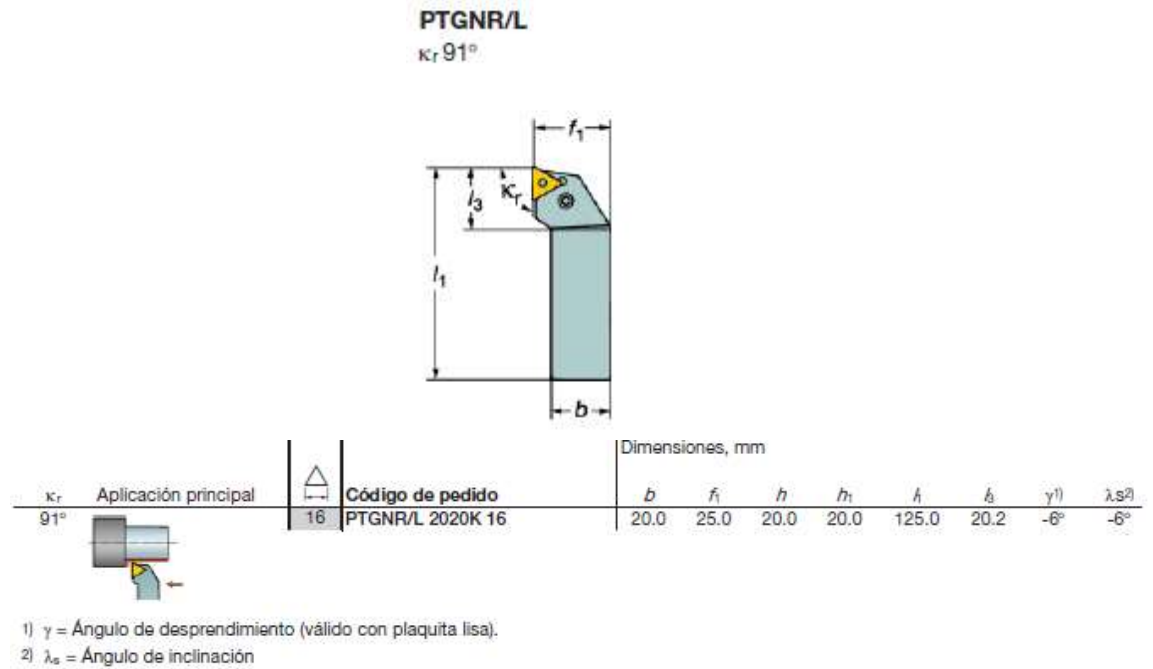 PTGNR/L
κr 91°
f1
l3
κr
l1
b
Dimensiones, mm
κr Aplicación principal Código de pedido b f1 h h1 l1 l3 γ1) λs2)
91° 16 PTGNR/L 2020K 16 20.0 25.0 20.0 20.0 125.0 20.2 -6° -6°
1) γ = Ángulo de desprendimiento (válido con plaquita lisa).
2) λs = Ángulo de inclinación